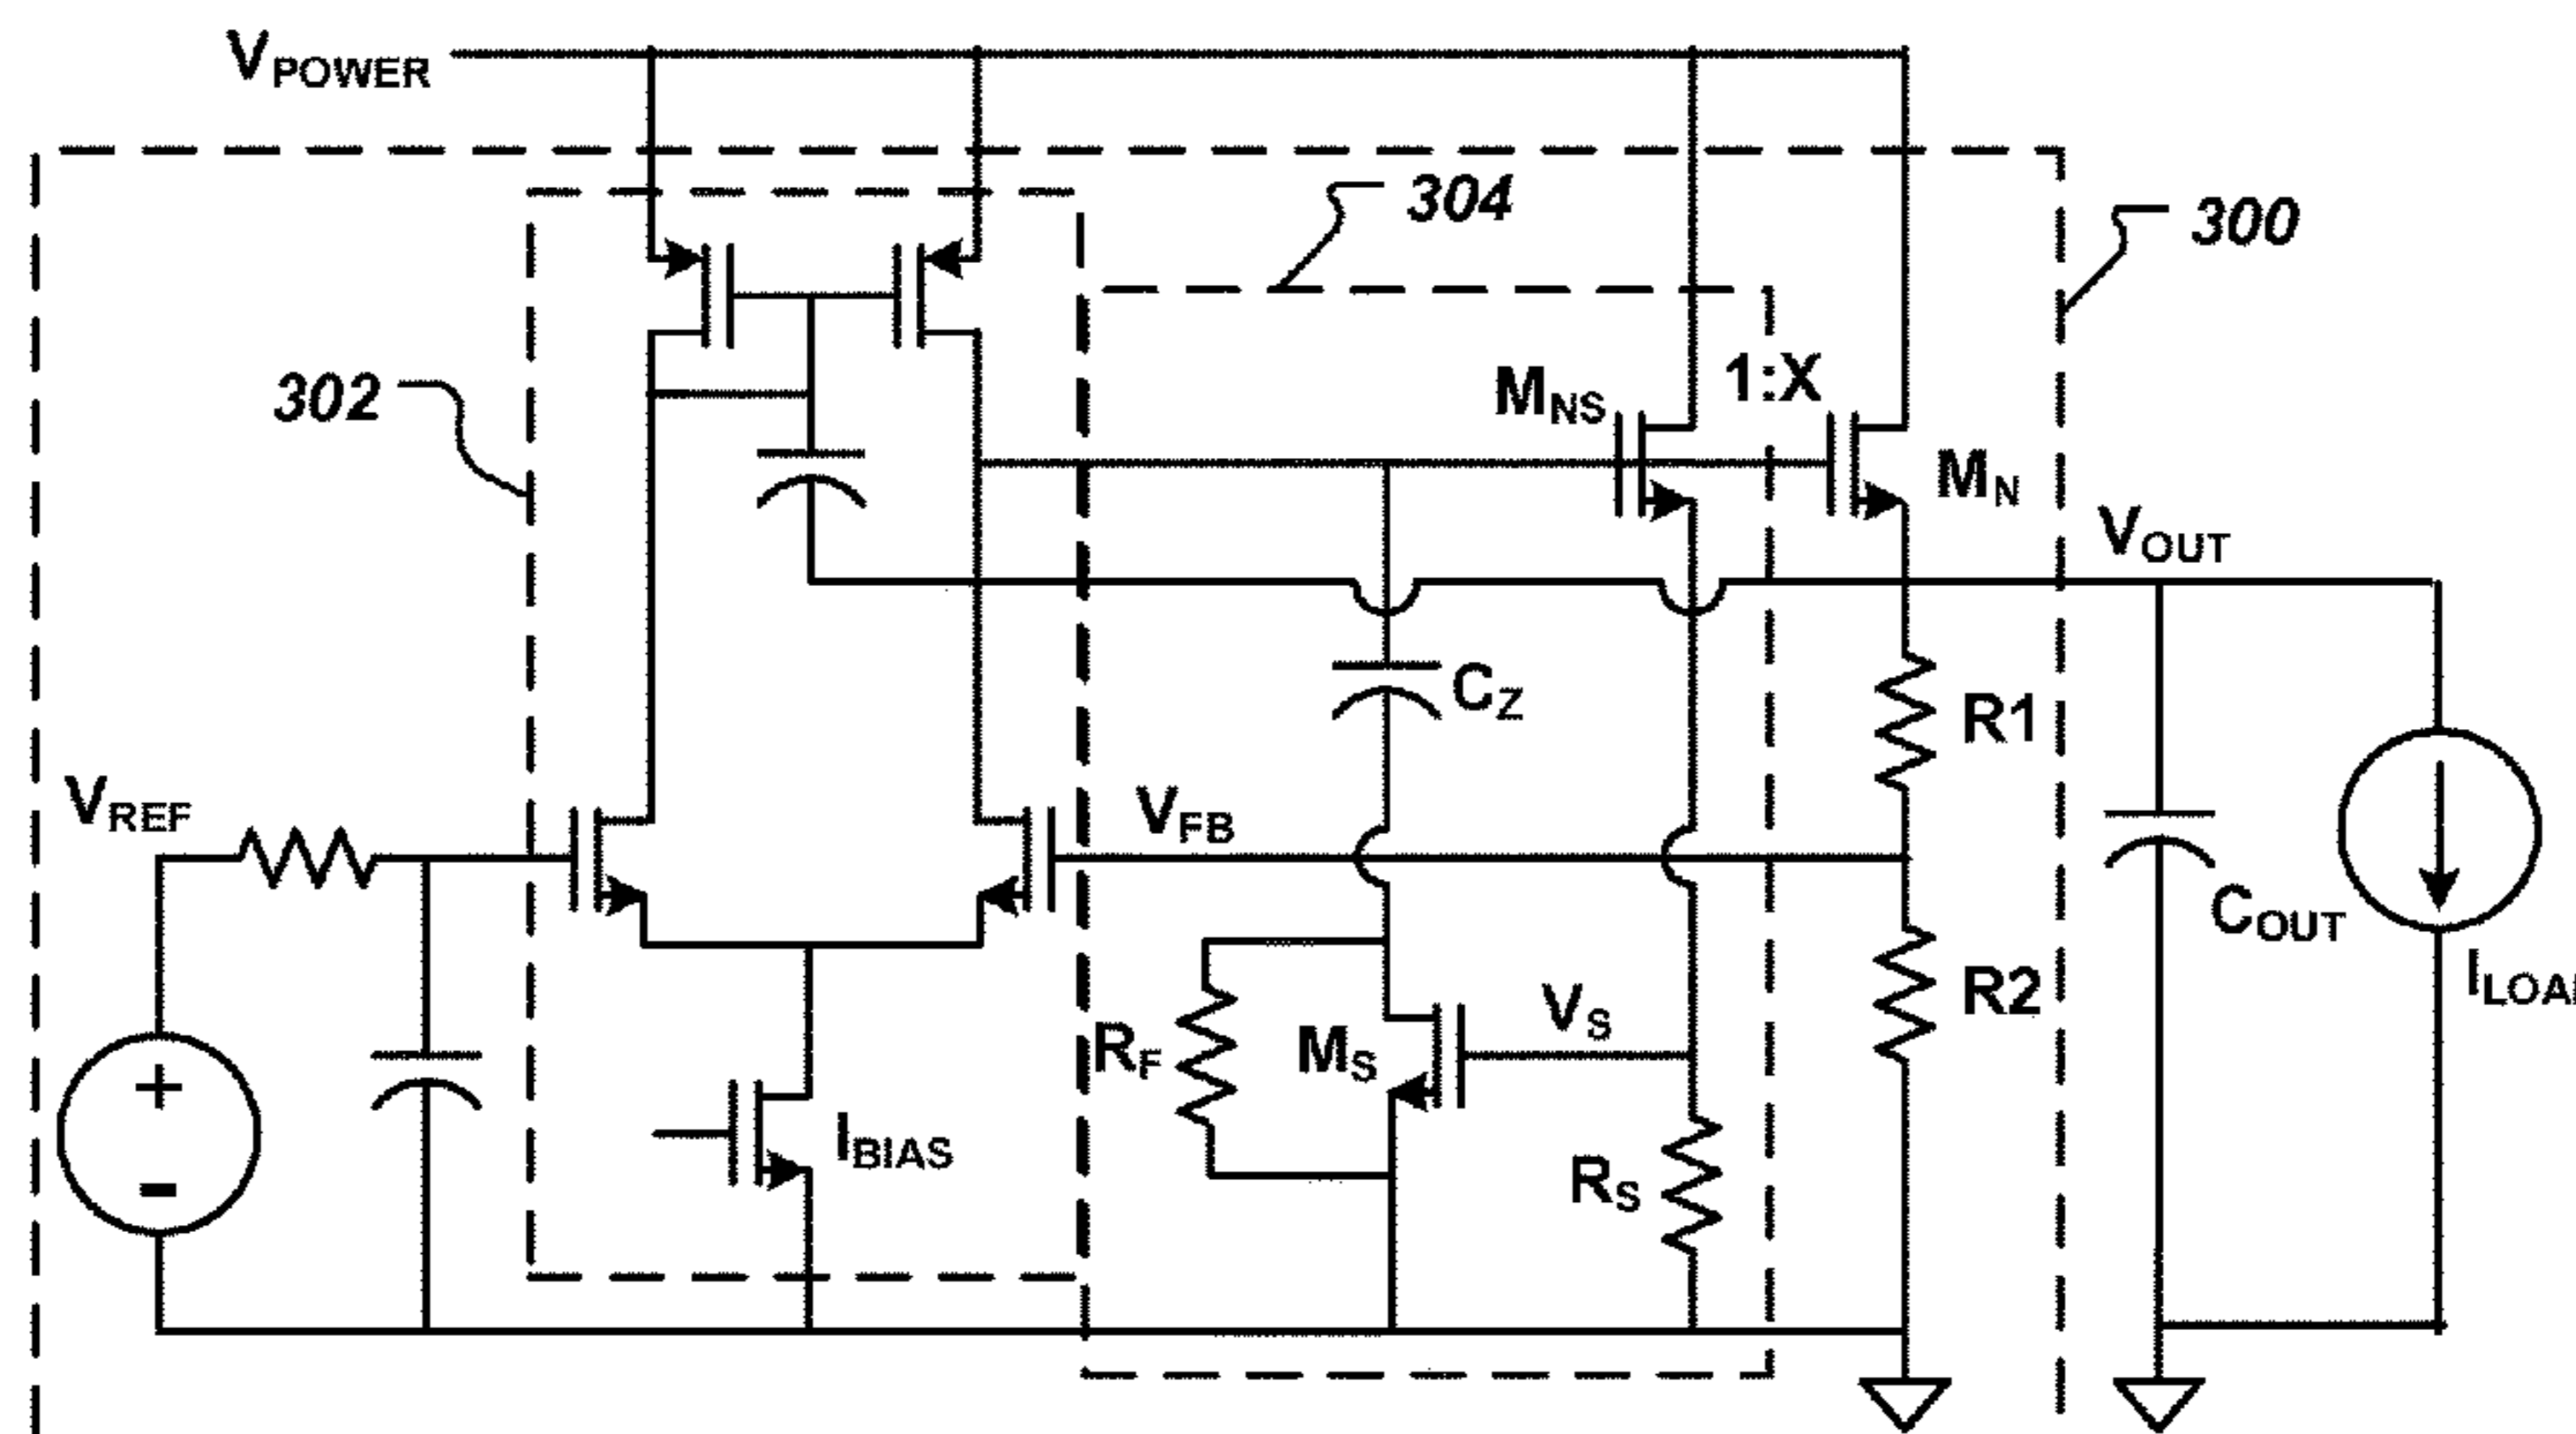 VPOWER
304
300
302
MNS
1:X
MN
VOUT
CZ
R1
VREF
VFB
COUT
ILOA
RF
MS
VS
R2
+
-
IBIAS
RS